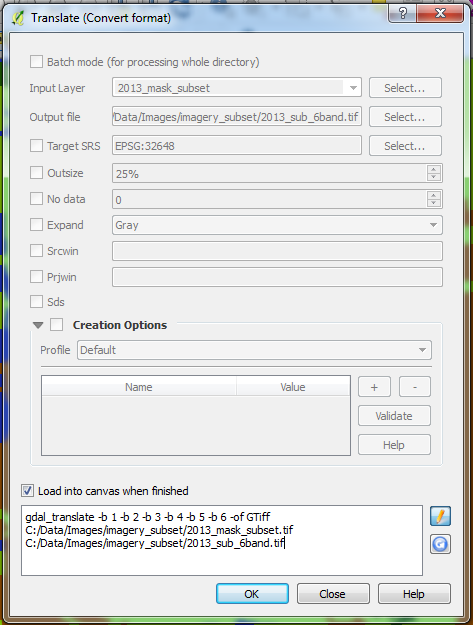 Translate (Convert format)
Batch mode (for processing whole directory)
Input Layer 2013_mask_subset Select...
Output file /Data/Images/imagery_subset/2013_sub_6band.tif Select...
Target SRS EPSG:32648 Select...
Outsize 25%
No data 0
Expand Gray
Srcwin
Prjwin
Sds
Creation Options
Profile Default
Name Value + -
Validate
Help
Load into canvas when finished
gdal_translate -b 1 -b 2 -b 3 -b 4 -b 5 -b 6 -of GTiff
C:/Data/Images/imagery_subset/2013_mask_subset.tif
C:/Data/Images/imagery_subset/2013_sub_6band.tif
OK Close Help